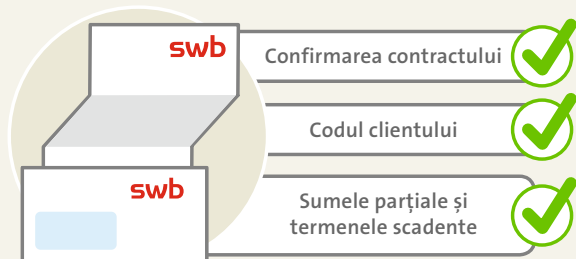 swb
Confirmarea contractului
Codul clientului
swb
Sumele parțiale și
termenele scadente